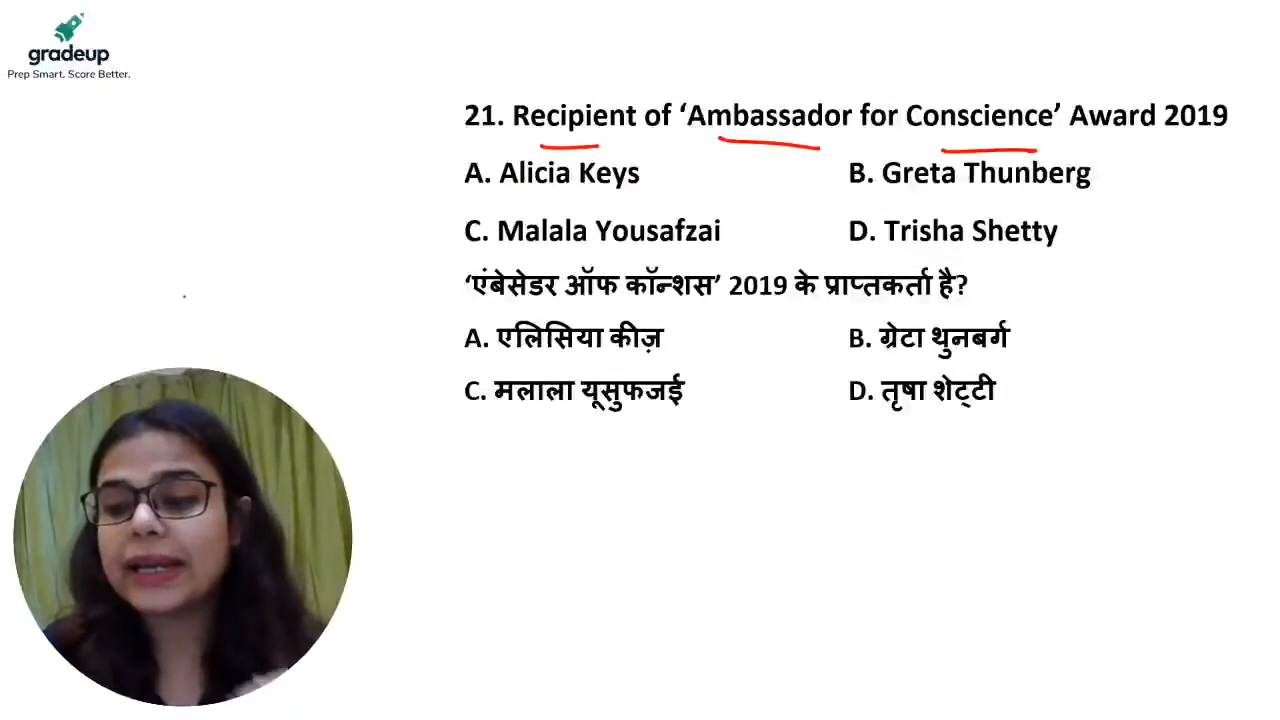 gradeup
Prep Smart. Score Better.
21. Recipient of ‘Ambassador for Conscience’ Award 2019
A. Alicia Keys B. Greta Thunberg
C. Malala Yousafzai D. Trisha Shetty
‘एंबेसेडर ऑफ कॉन्शस’ 2019 के प्राप्तकर्ता है?
A. एलिसिया कीज़ B. ग्रेटा थुनबर्ग
C. मलाला यूसुफजई D. तृषा शेट्टी